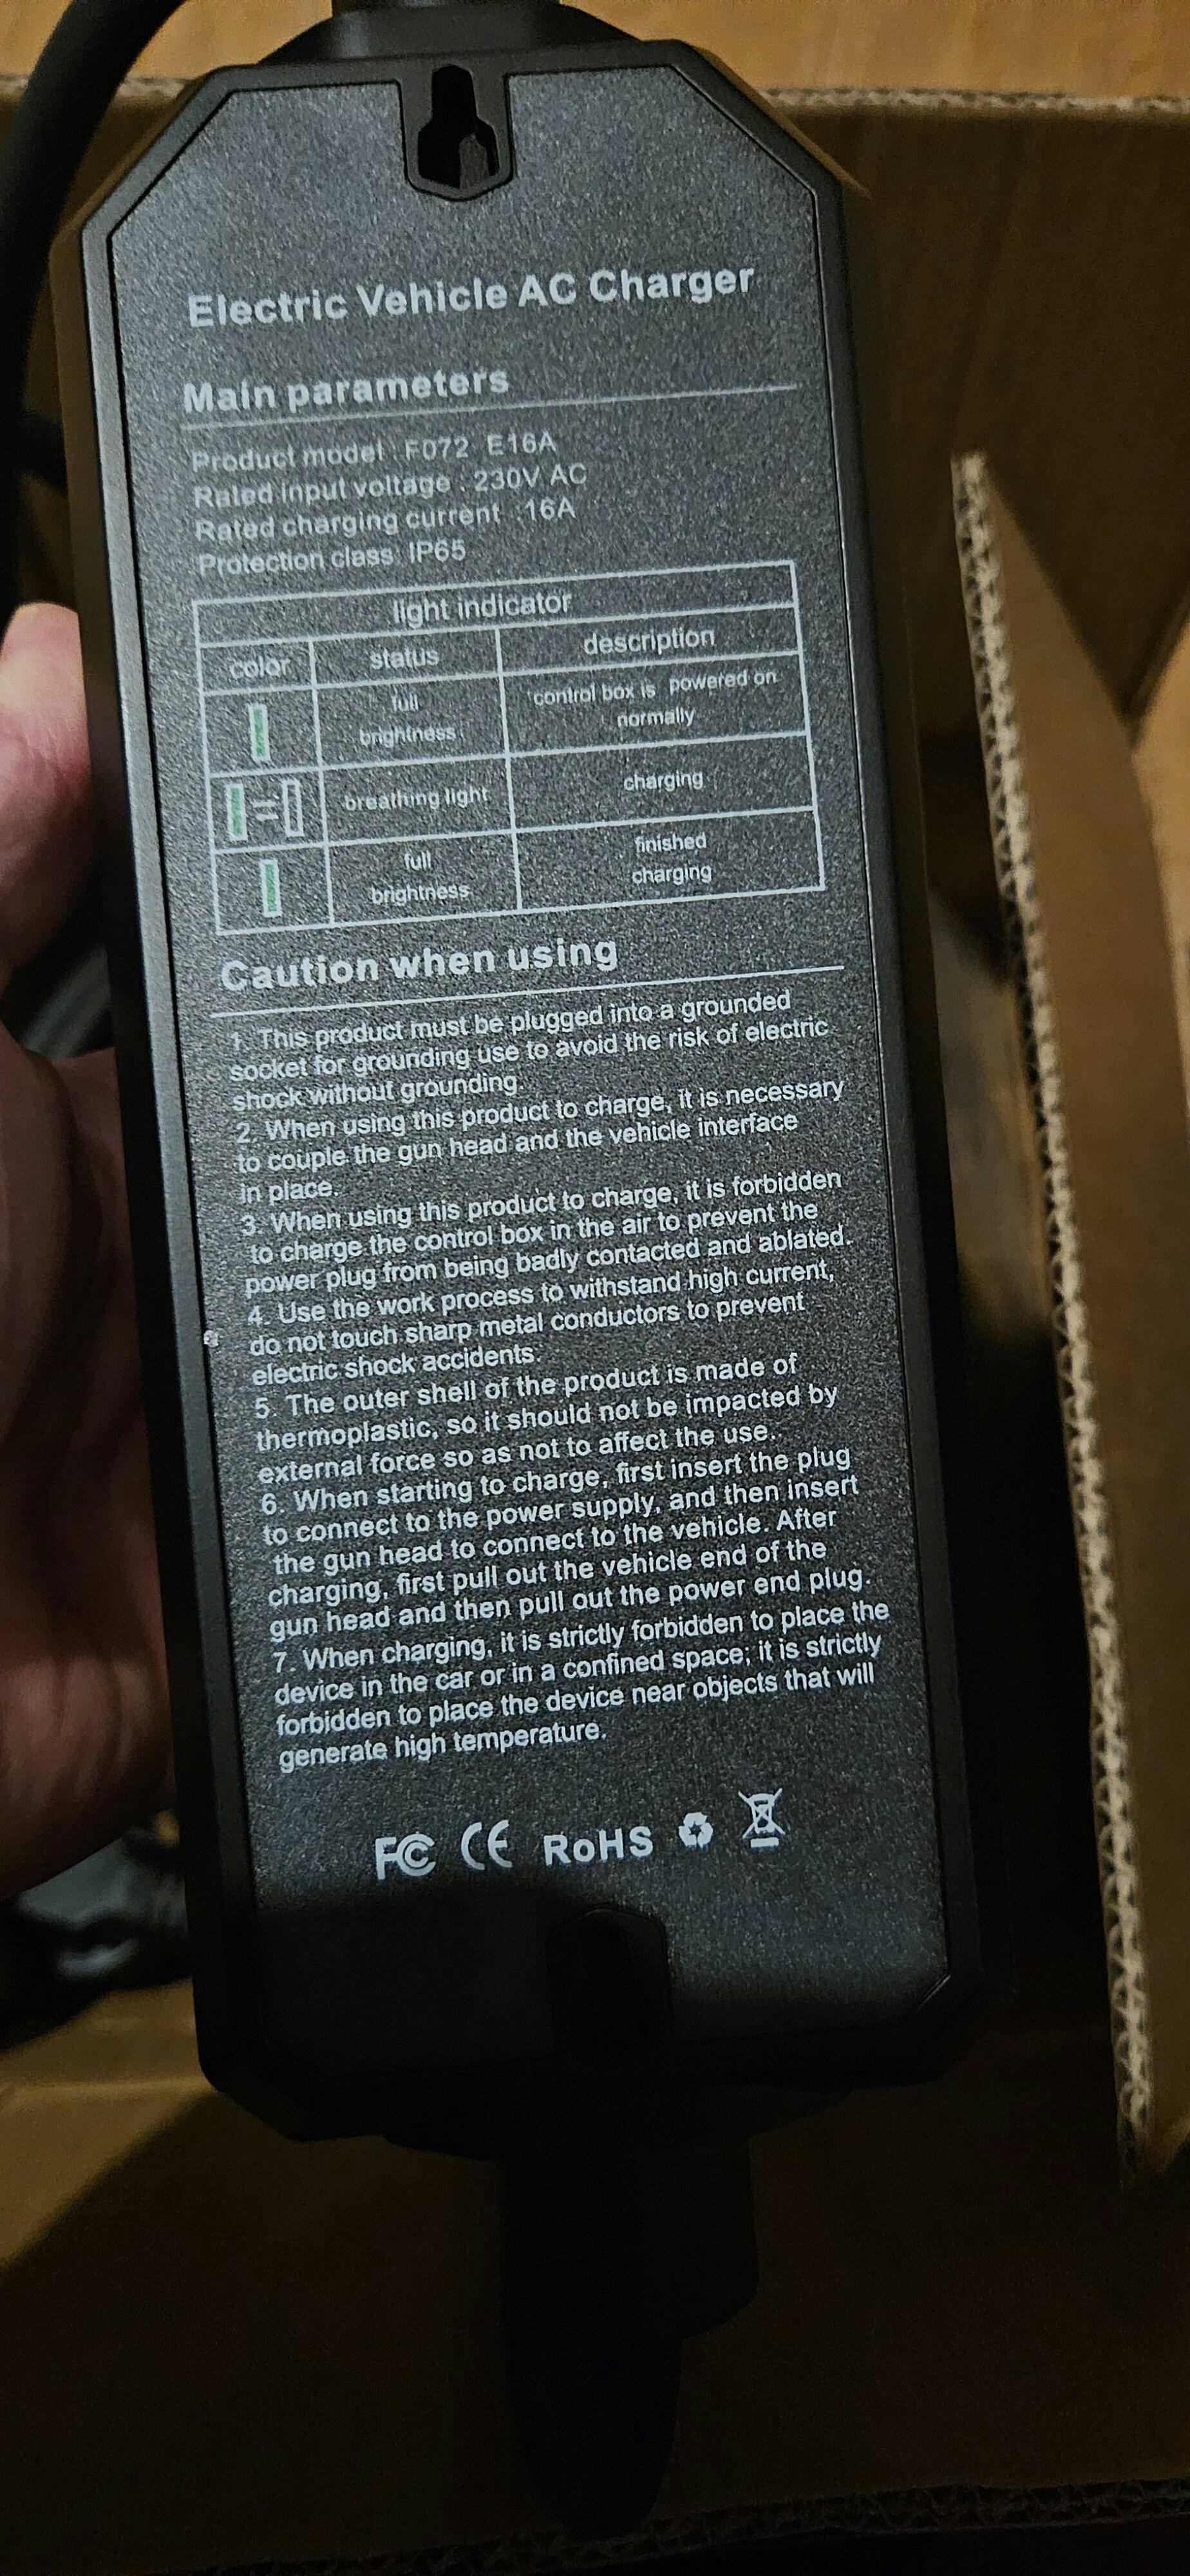 Electric Vehicle AC Charger
Main parameters
Product model : F072 E16A
Rated input voltage : 230V AC
Rated charging current : 16A
Protection class: IP65
light indicator
color status description
full brightness control box is powered on normally
breathing light charging
full brightness finished charging
Caution when using
1. This product must be plugged into a grounded
socket for grounding use to avoid the risk of electric
shock without grounding.
2. When using this product to charge, it is necessary
to couple the gun head and the vehicle interface
in place.
3. When using this product to charge, it is forbidden
to charge the control box in the air to prevent the
power plug from being badly contacted and ablated.
4. Use the work process to withstand high current,
do not touch sharp metal conductors to prevent
electric shock accidents.
5. The outer shell of the product is made of
thermoplastic, so it should not be impacted by
external force so as not to affect the use.
6. When starting to charge, first insert the plug
to connect to the power supply, and then insert
the gun head to connect to the vehicle. After
charging, first pull out the vehicle end of the
gun head and then pull out the power end plug.
7. When charging, it is strictly forbidden to place the
device in the car or in a confined space; it is strictly
forbidden to place the device near objects that will
generate high temperature.
FC CE RoHS